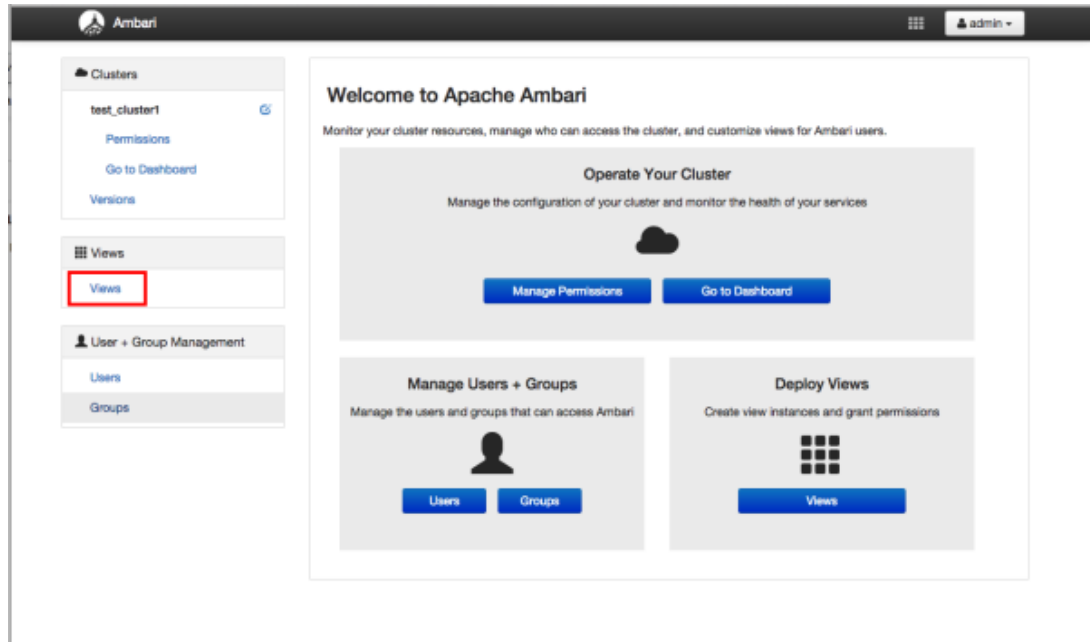 Ambari
admin
Clusters
test_cluster1
Permissions
Go to Dashboard
Versions
Views
Views
User + Group Management
Users
Groups
Welcome to Apache Ambari
Monitor your cluster resources, manage who can access the cluster, and customize views for Ambari users.
Operate Your Cluster
Manage the configuration of your cluster and monitor the health of your services
Manage Permissions Go to Dashboard
Manage Users + Groups
Manage the users and groups that can access Ambari
Users Groups
Deploy Views
Create view instances and grant permissions
Views